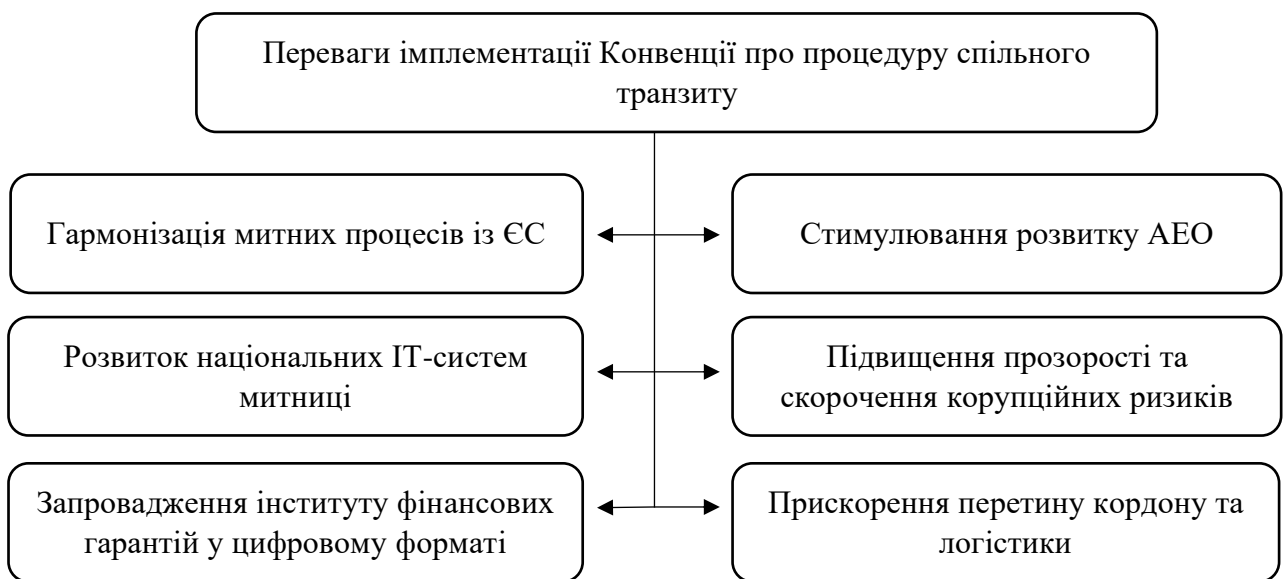 Переваги імплементації Конвенції про процедуру спільного
транзиту
Гармонізація митних процесів із ЄС
Стимулювання розвитку АЕО
Розвиток національних ІТ-систем
митниці
Підвищення прозорості та
скорочення корупційних ризиків
Запровадження інституту фінансових
гарантій у цифровому форматі
Прискорення перетину кордону та
логістики